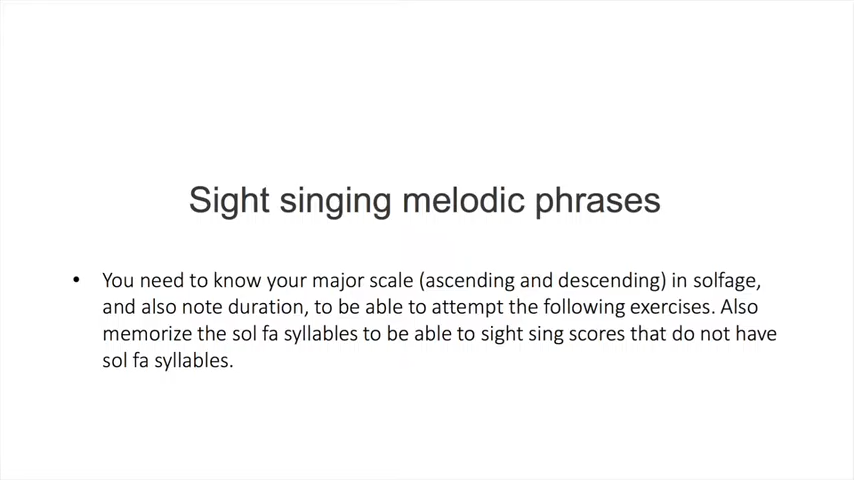 Sight singing melodic phrases
• You need to know your major scale (ascending and descending) in solfage,
and also note duration, to be able to attempt the following exercises. Also
memorize the sol fa syllables to be able to sight sing scores that do not have
sol fa syllables.